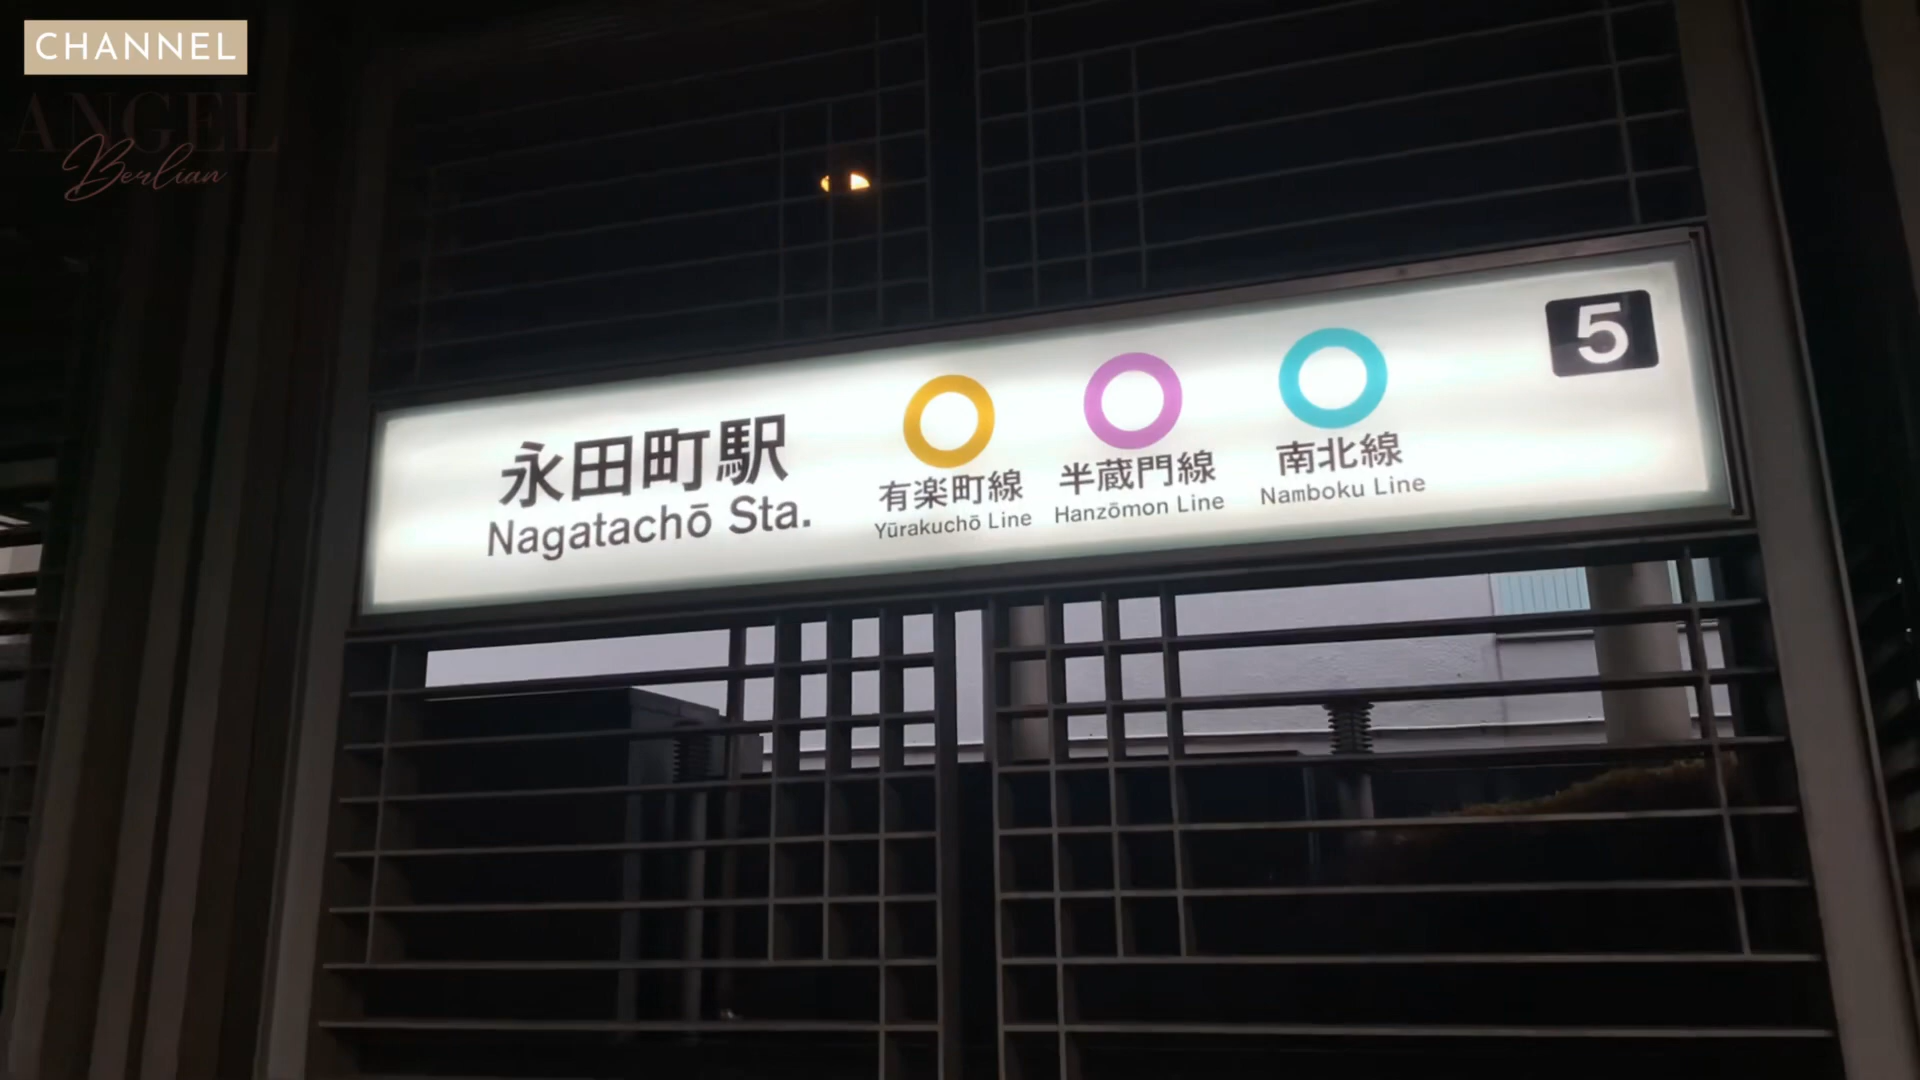 CHANNEL
ANGEL
Berlian
5
永田町駅
Nagatachō Sta.
有楽町線
Yūrakuchō Line
半蔵門線
Hanzōmon Line
南北線
Namboku Line